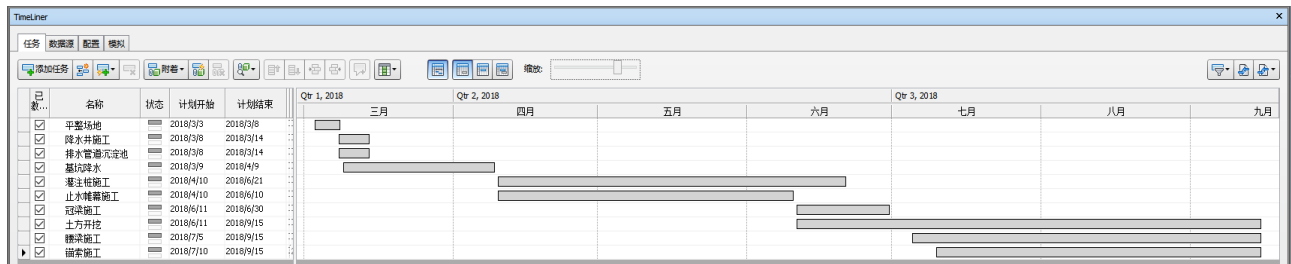 TimeLiner
任务 数据源 配置 模拟
添加任务 附着 缩放:
已数... 名称 状态 计划开始 计划结束 Qtr 1, 2018 Qtr 2, 2018 Qtr 3, 2018
三月 四月 五月 六月 七月 八月 九月
平整场地 2018/3/3 2018/3/8
降水井施工 2018/3/8 2018/3/14
排水管道沉淀池 2018/3/8 2018/3/14
基坑降水 2018/3/9 2018/4/9
灌注桩施工 2018/4/10 2018/6/21
止水帷幕施工 2018/4/10 2018/6/10
冠梁施工 2018/6/11 2018/6/30
土方开挖 2018/6/11 2018/9/15
腰梁施工 2018/7/5 2018/9/15
锚索施工 2018/7/10 2018/9/15